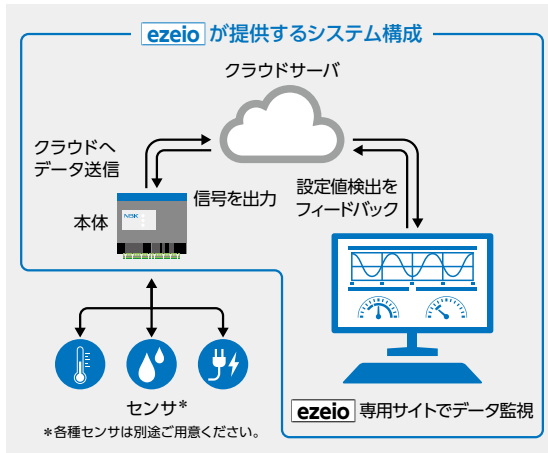 ezeio が提供するシステム構成
クラウドサーバ
クラウドへ
データ送信
信号を出力
設定値検出を
フィードバック
本体
NBK
センサ*
*各種センサは別途ご用意ください。
ezeio 専用サイトでデータ監視